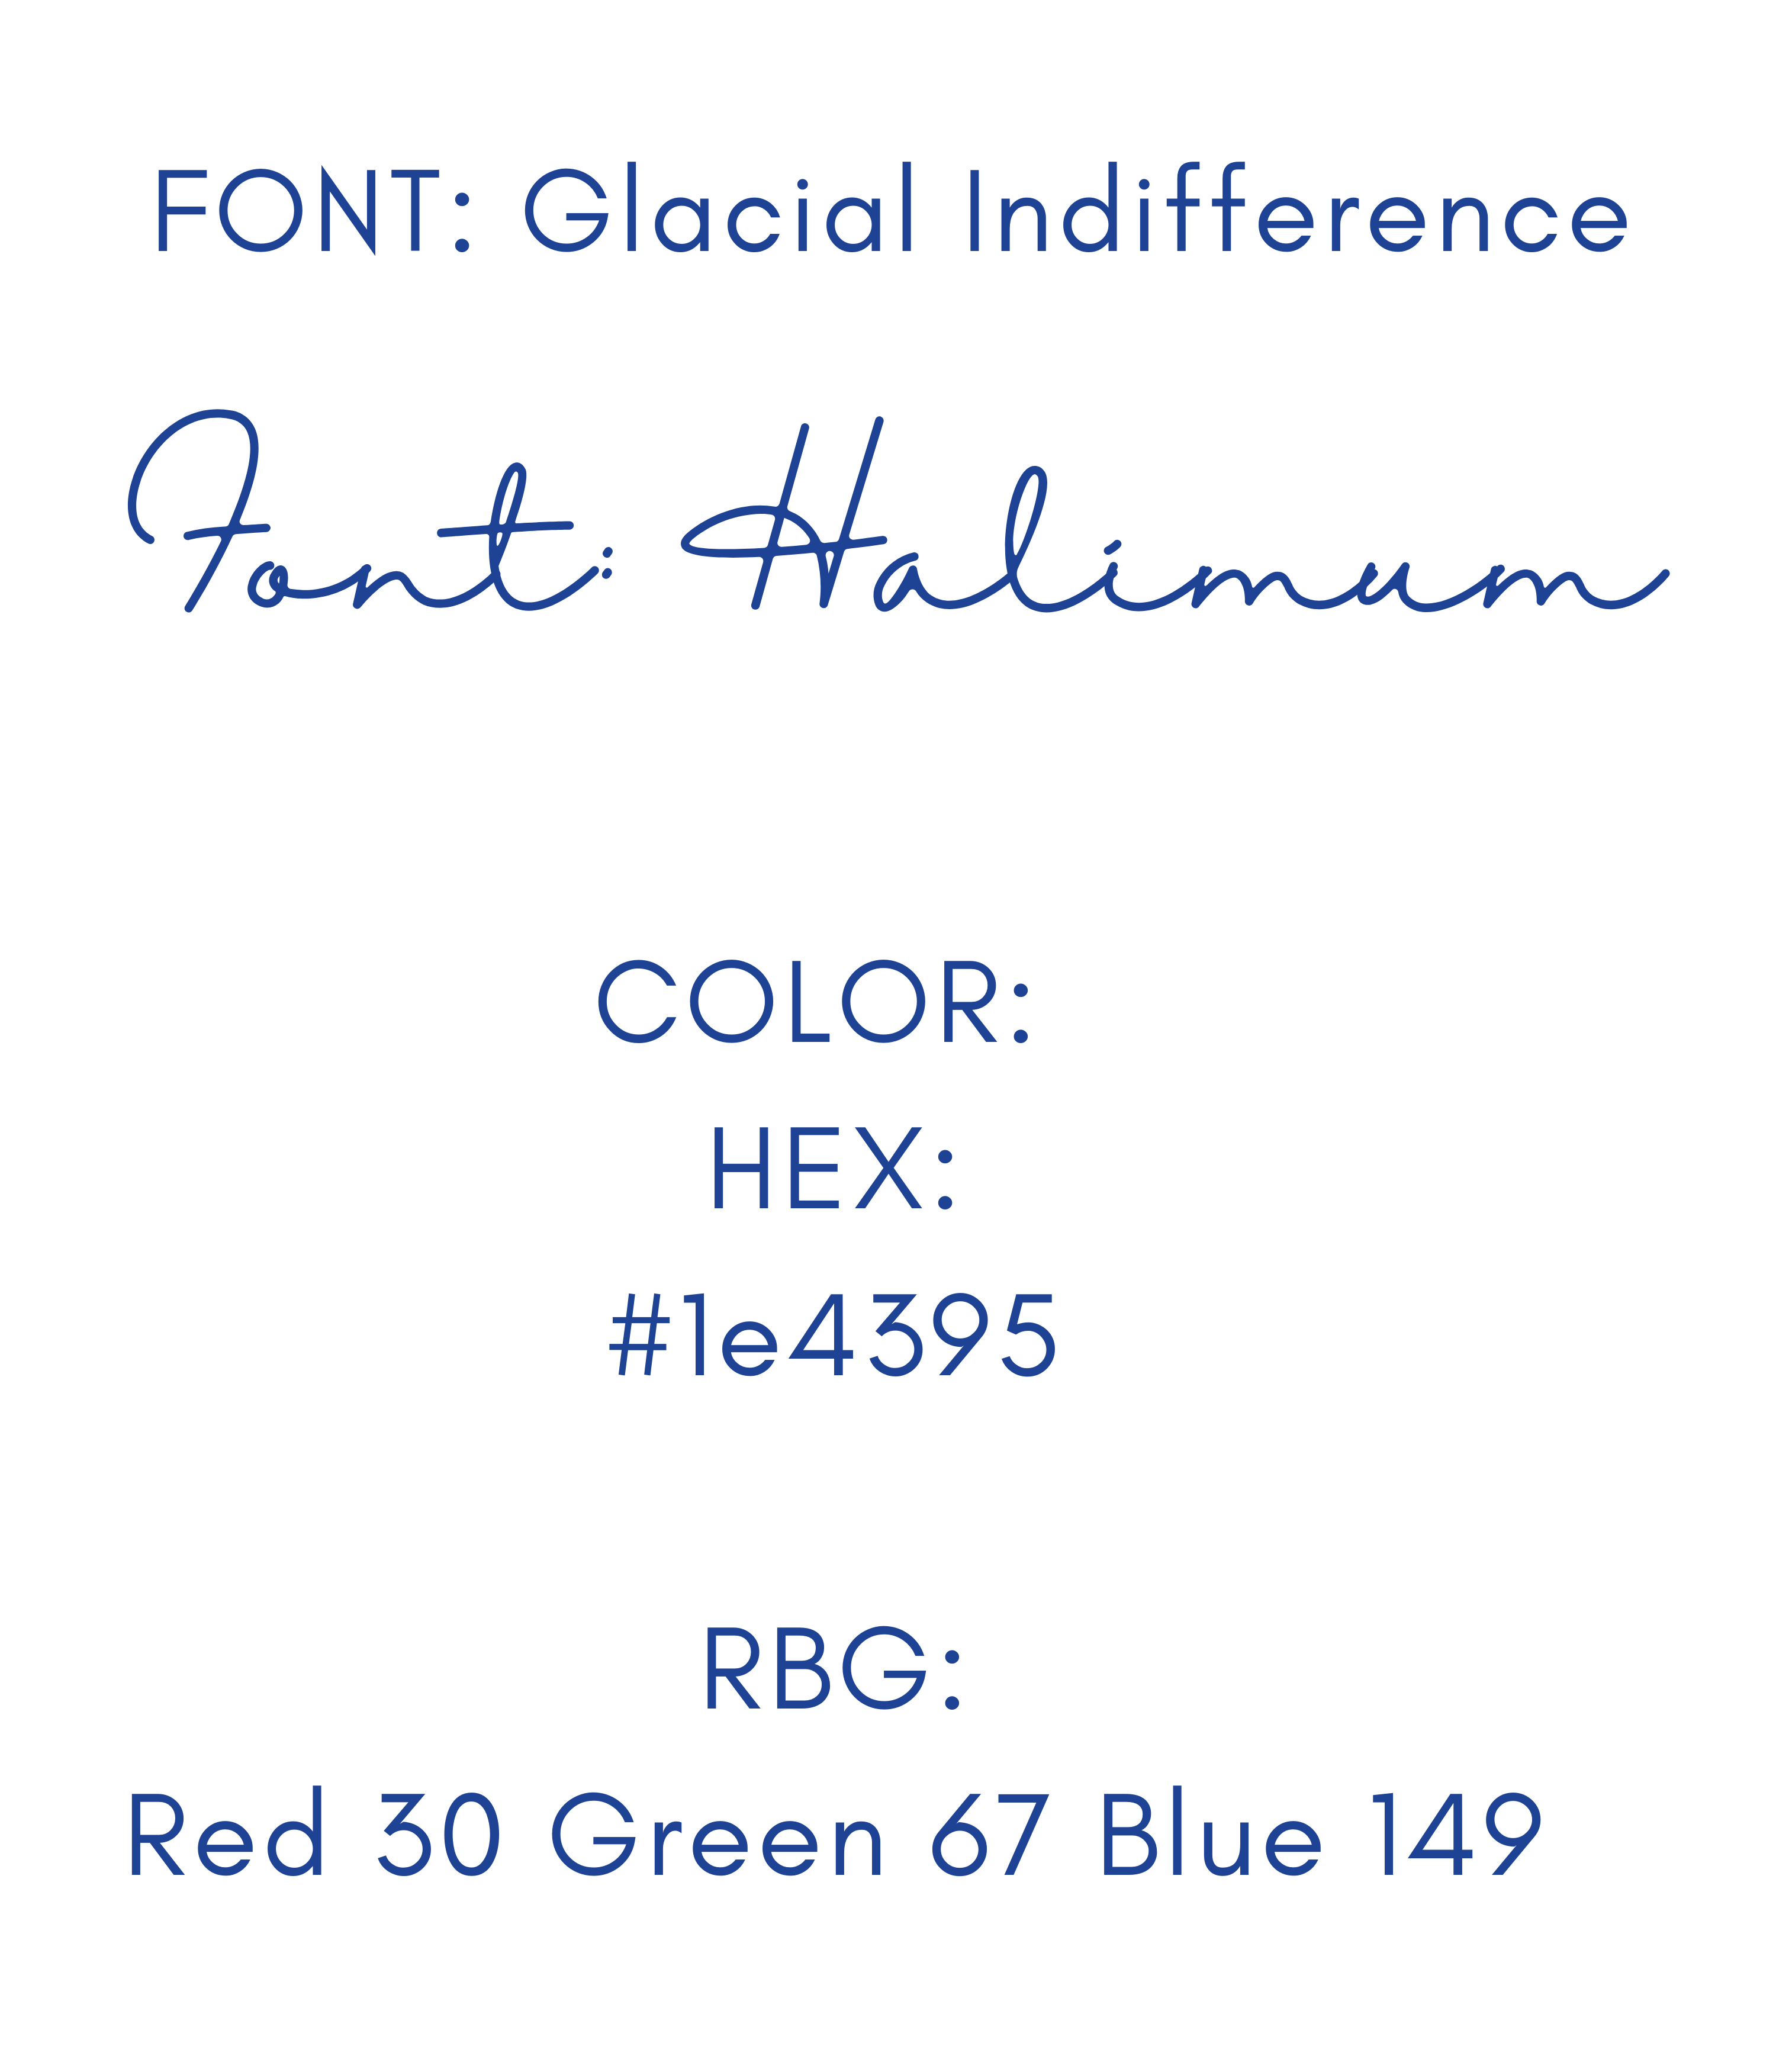 FONT: Glacial Indifference
Font: Halimum
COLOR:
HEX:
#1e4395
RBG:
Red 30 Green 67 Blue 149